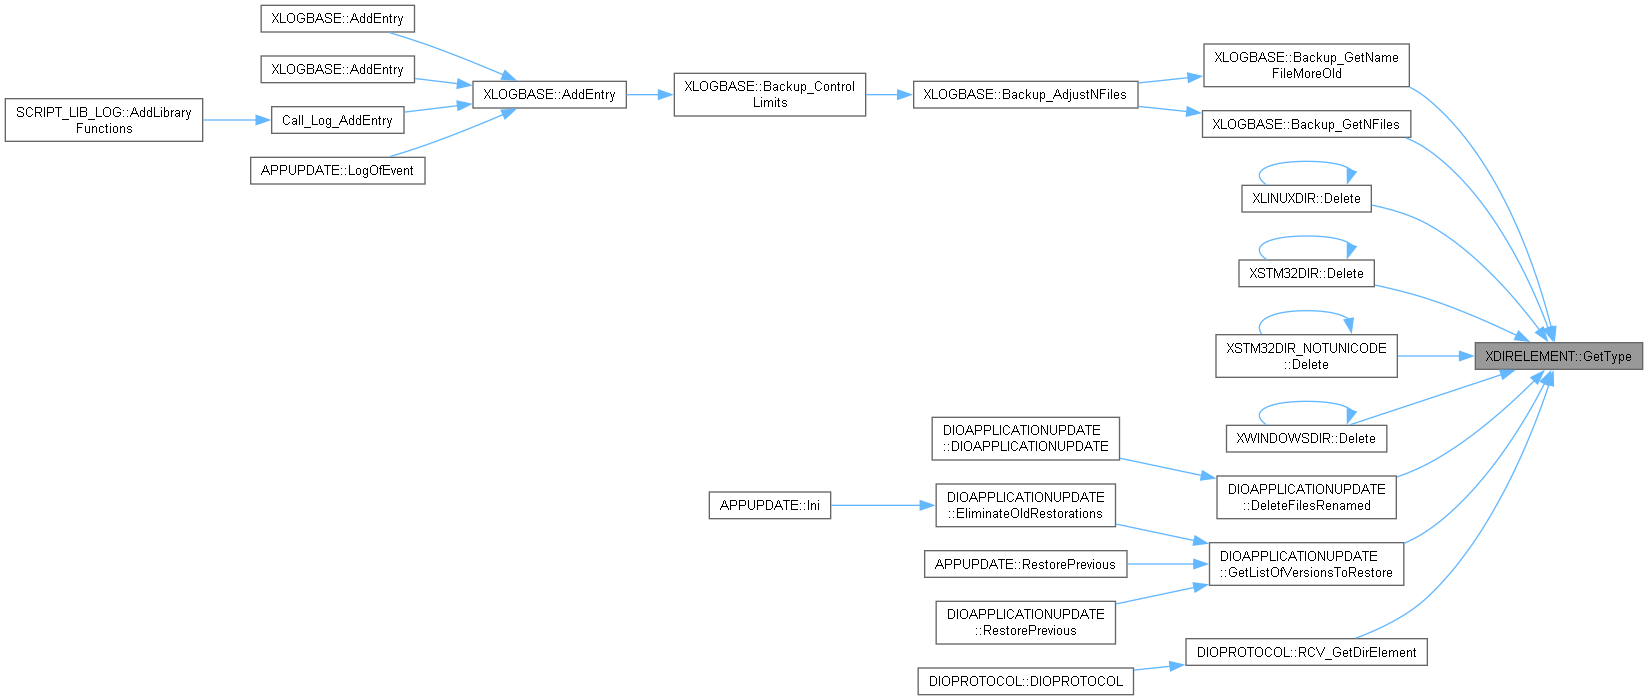 XLOGBASE::AddEntry
XLOGBASE::AddEntry
SCRIPT_LIB_LOG::AddLibrary
Functions
Call_Log_AddEntry
APPUPDATE::LogOfEvent
XLOGBASE::AddEntry
XLOGBASE::Backup_Control
Limits
XLOGBASE::Backup_AdjustNFiles
XLOGBASE::Backup_GetName
FileMoreOld
XLOGBASE::Backup_GetNFiles
XLINUXDIR::Delete
XSTM32DIR::Delete
XSTM32DIR_NOTUNICODE
::Delete
XDIRELEMENT::GetType
XWINDOWSDIR::Delete
DIOAPPLICATIONUPDATE
::DIOAPPLICATIONUPDATE
DIOAPPLICATIONUPDATE
::DeleteFilesRenamed
APPUPDATE::Ini
DIOAPPLICATIONUPDATE
::EliminateOldRestorations
APPUPDATE::RestorePrevious
DIOAPPLICATIONUPDATE
::GetListOfVersionsToRestore
DIOAPPLICATIONUPDATE
::RestorePrevious
DIOPROTOCOL::RCV_GetDirElement
DIOPROTOCOL::DIOPROTOCOL